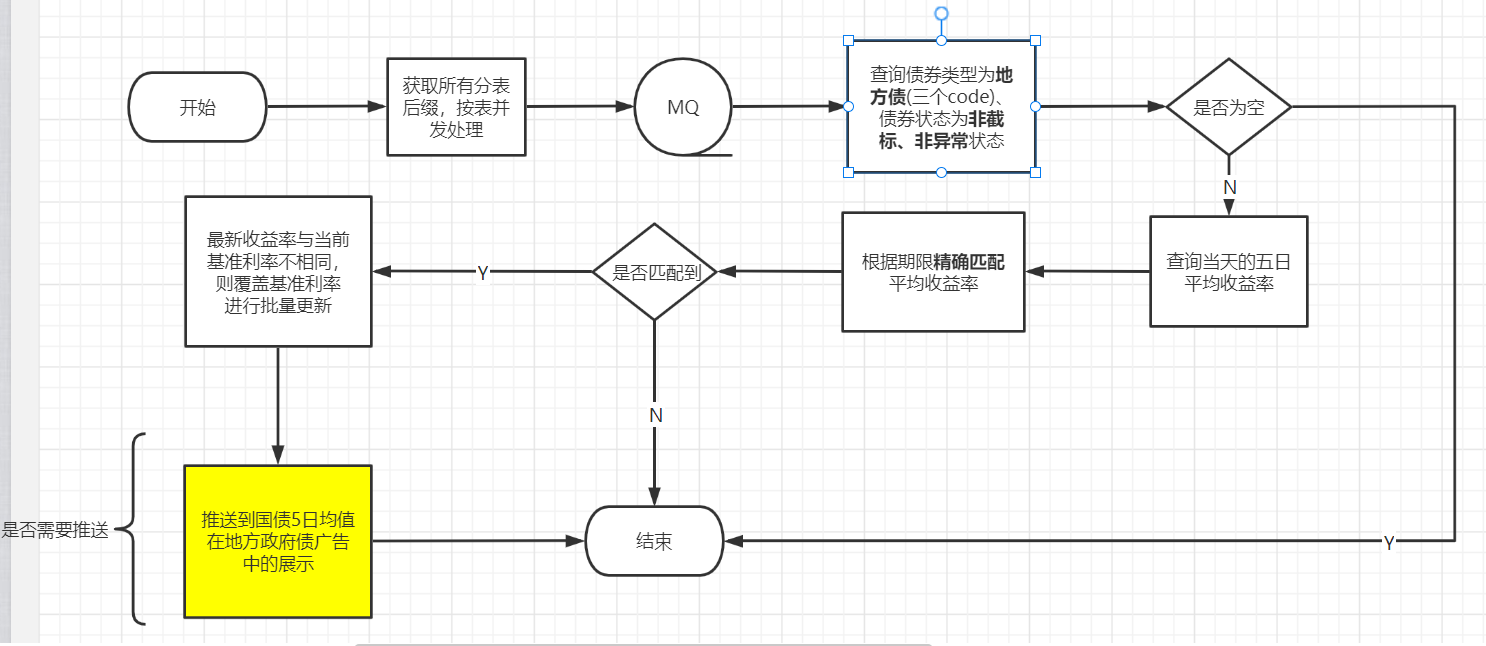 开始
获取所有分表
后缀，按表并
发处理
MQ
查询债券类型为地
方债(三个code)、
债券状态为非截
标、非异常状态
是否为空
N
最新收益率与当前
基准利率不相同，
则覆盖基准利率
进行批量更新
Y
是否匹配到
根据期限精确匹配
平均收益率
查询当天的五日
平均收益率
N
是否需要推送
推送到国债5日均值
在地方政府债广告
中的展示
结束
Y